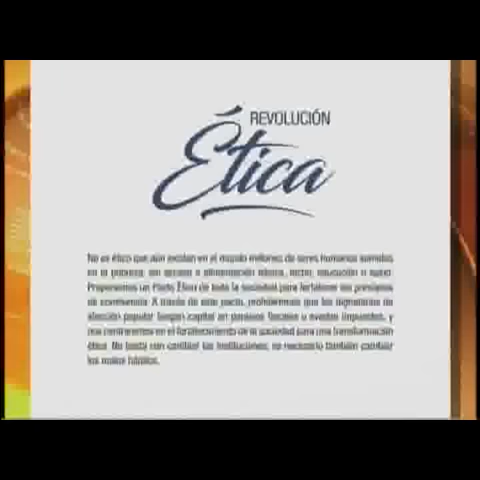 REVOLUCIÓN
Ética
No es ético que aún existan en el mundo millones de seres humanos sumidos
en la pobreza, sin acceso a alimentación básica, techo, educación o salud.
Proponemos un Pacto Ético de toda la sociedad para fortalecer los principios
de convivencia. A través de este pacto, prohibiremos que los dignatarios de
elección popular tengan capital en paraísos fiscales o evadan impuestos, y
nos centraremos en el fortalecimiento de la sociedad para una transformación
ética. No basta con cambiar las instituciones, es necesario también cambiar
los malos hábitos.